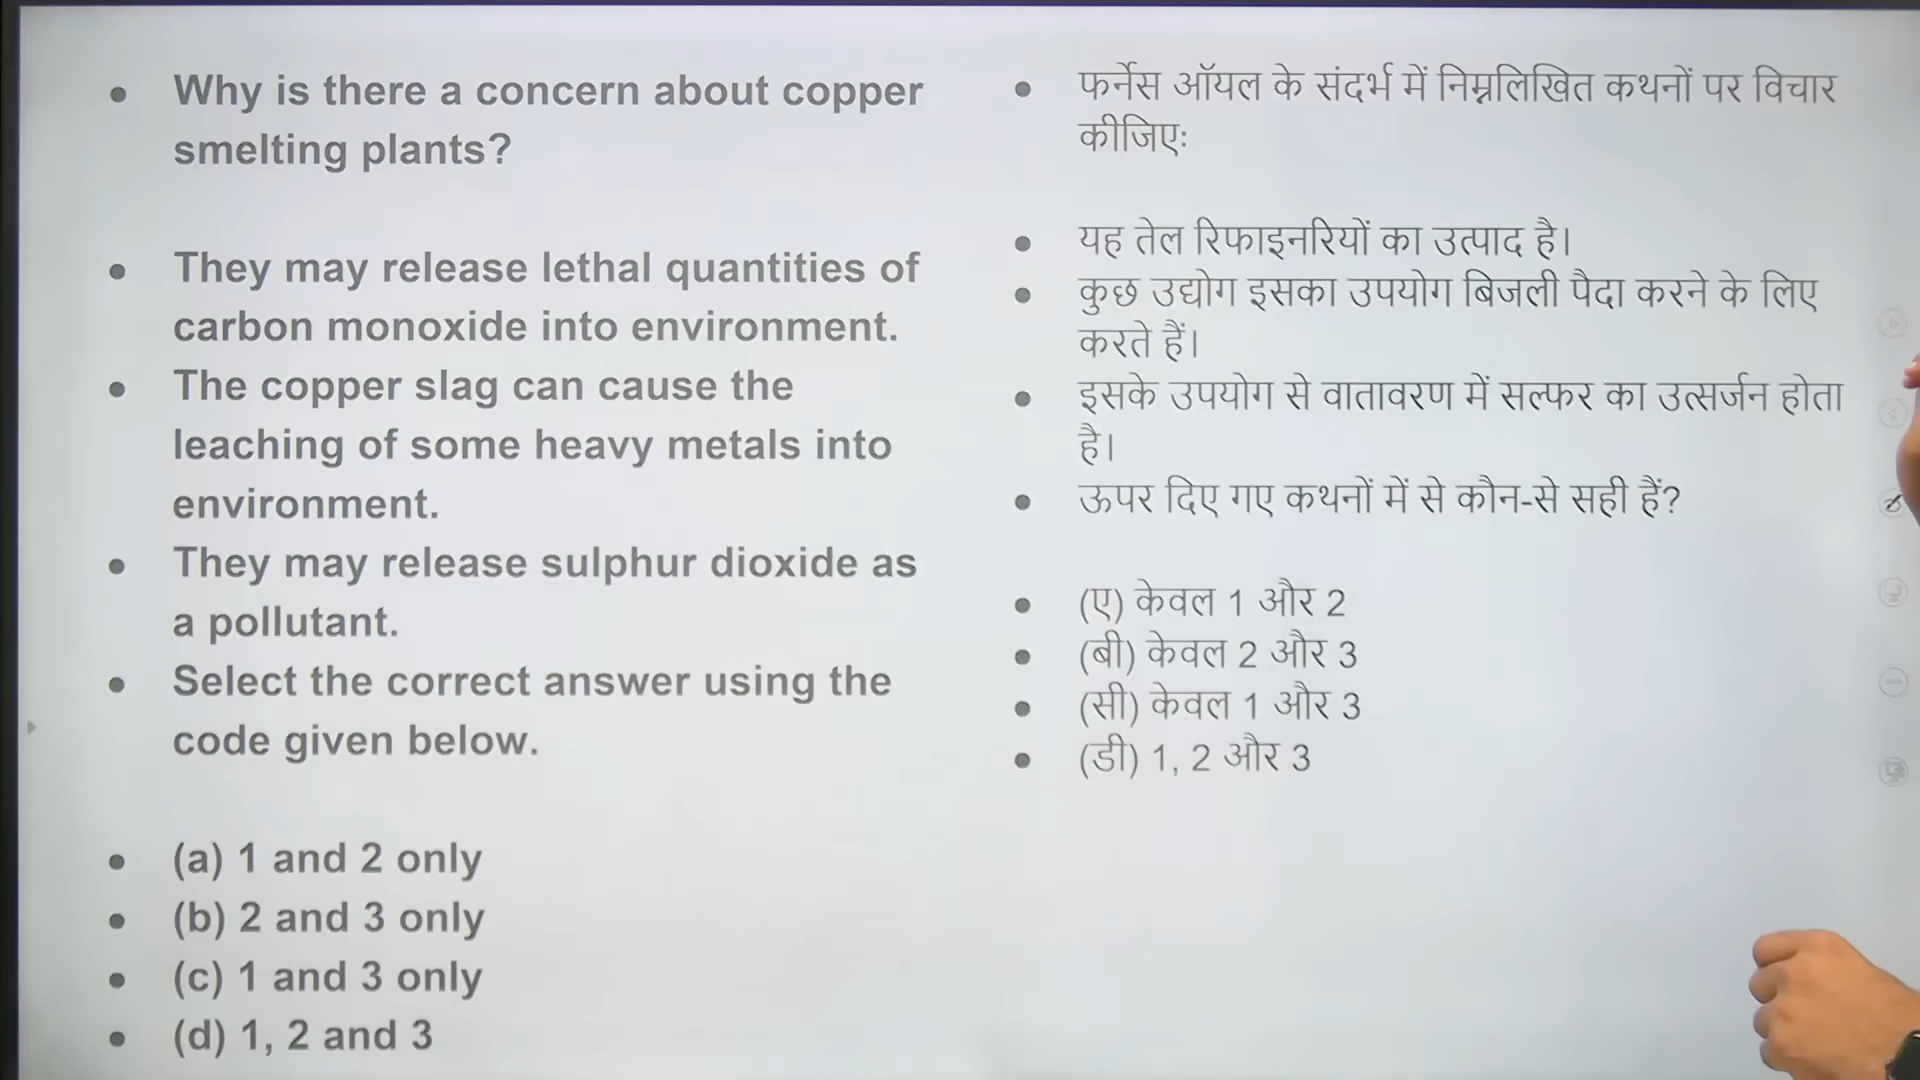 • Why is there a concern about copper
smelting plants?
• They may release lethal quantities of
carbon monoxide into environment.
• The copper slag can cause the
leaching of some heavy metals into
environment.
• They may release sulphur dioxide as
a pollutant.
• Select the correct answer using the
code given below.
• (a) 1 and 2 only
• (b) 2 and 3 only
• (c) 1 and 3 only
• (d) 1, 2 and 3
• फर्नेस ऑयल के संदर्भ में निम्नलिखित कथनों पर विचार
कीजिए:
• यह तेल रिफाइनरियों का उत्पाद है।
• कुछ उद्योग इसका उपयोग बिजली पैदा करने के लिए
करते हैं।
• इसके उपयोग से वातावरण में सल्फर का उत्सर्जन होता
है।
• ऊपर दिए गए कथनों में से कौन-से सही हैं?
• (ए) केवल 1 और 2
• (बी) केवल 2 और 3
• (सी) केवल 1 और 3
• (डी) 1, 2 और 3